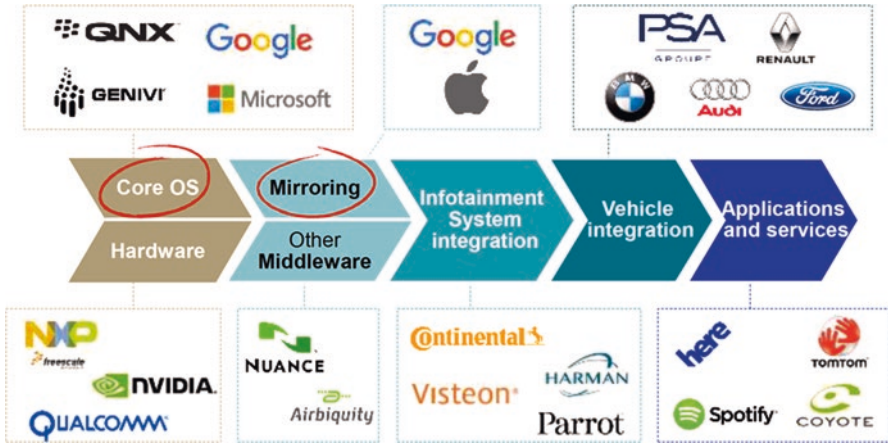 QNX
Google
GENIVI
Microsoft
Google
PSA
GROUPE
RENAULT
BMW
Audi
Ford
Core OS
Hardware
Mirroring
Other
Middleware
Infotainment
System
integration
Vehicle
integration
Applications
and services
NXP
freescale
NVIDIA.
QUALCOMM
NUANCE
Airbiquity
Continental
VISTEON
HARMAN
Parrot
here
TOMTOM
Spotify
COYOTE